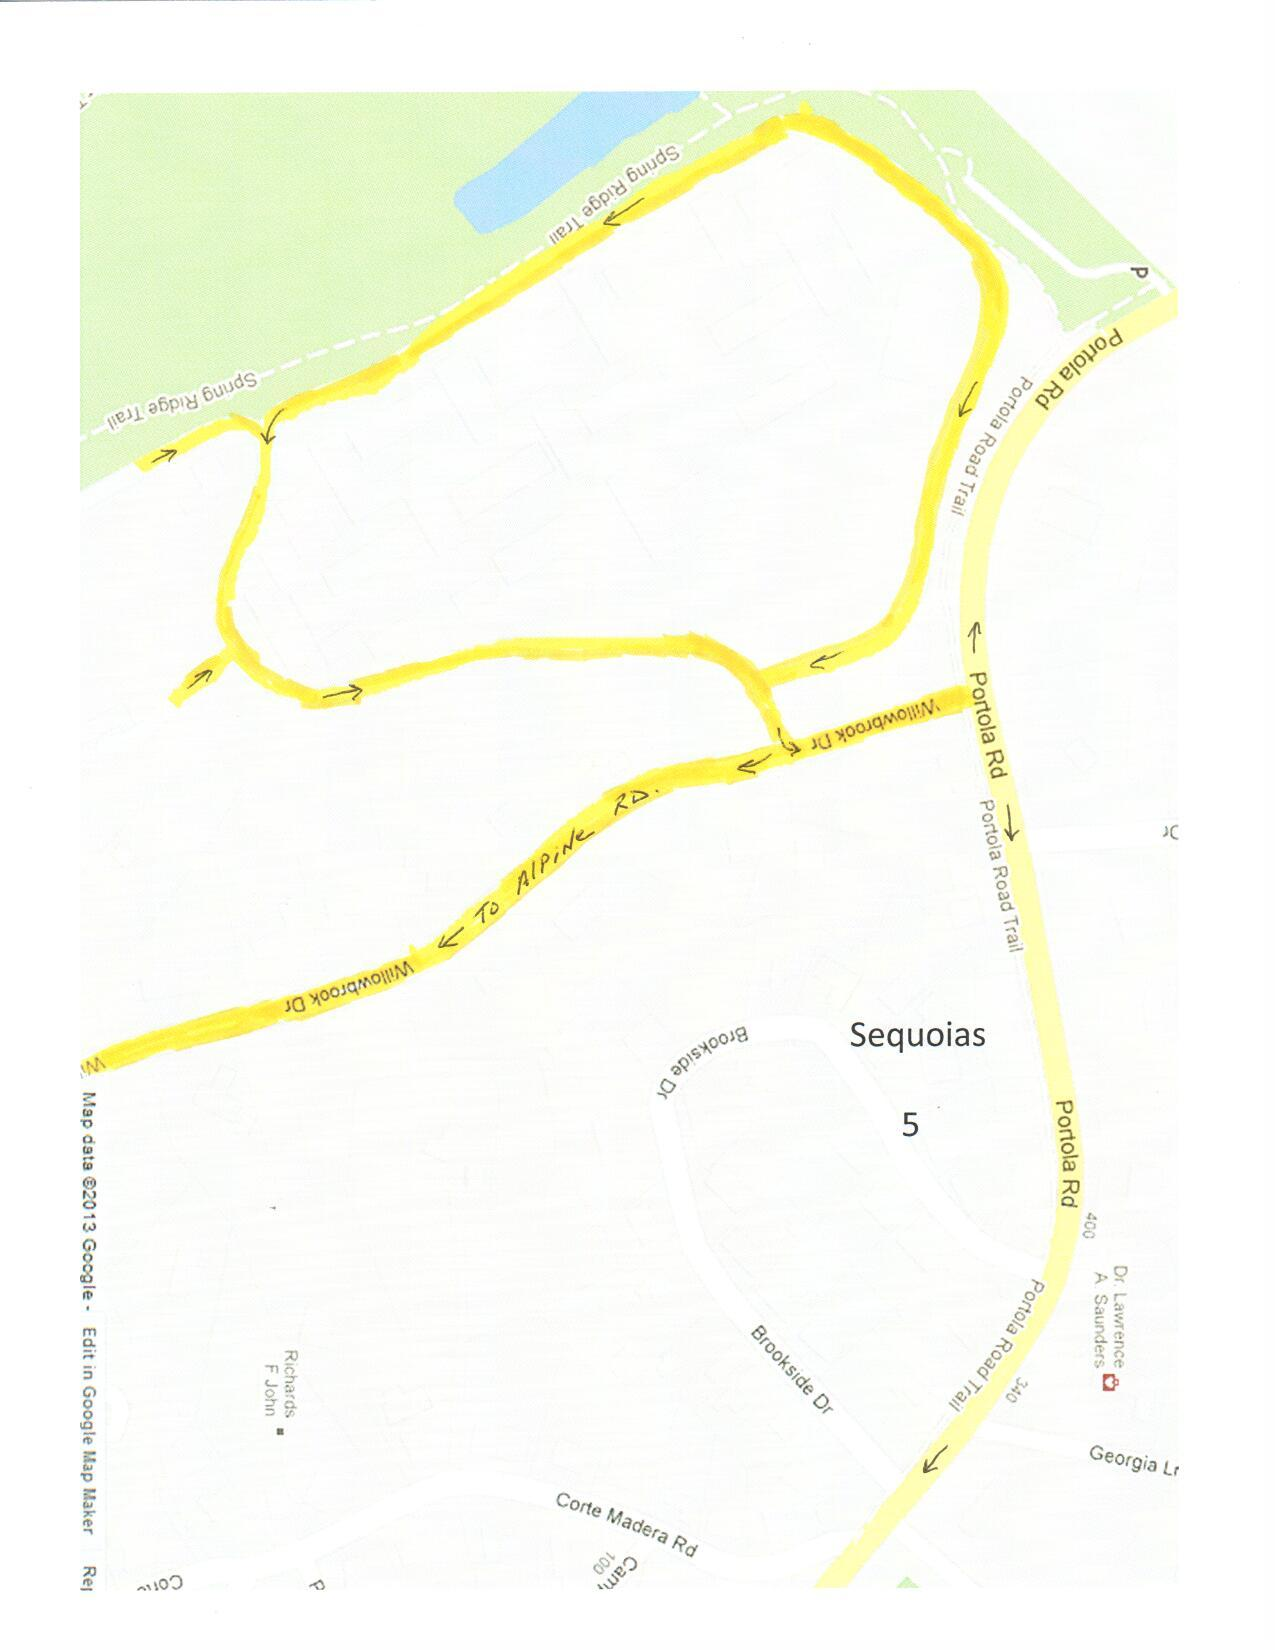 P
Spring Ridge Trail
Portola Rd
Portola Road Trail
Spring Ridge Trail
Portola Rd
Willowbrook Dr
TO AlPiNe RD.
Portola Road Trail
Willowbrook Dr
Sequoias
5
Brookside Dr
Portola Rd
400
Dr. Lawrence
A. Saunders
Portola Road Trail
340
Brookside Dr
Richards
F John
Georgia Ln
Corte Madera Rd
100
Map data ©2013 Google - Edit in Google Map Maker